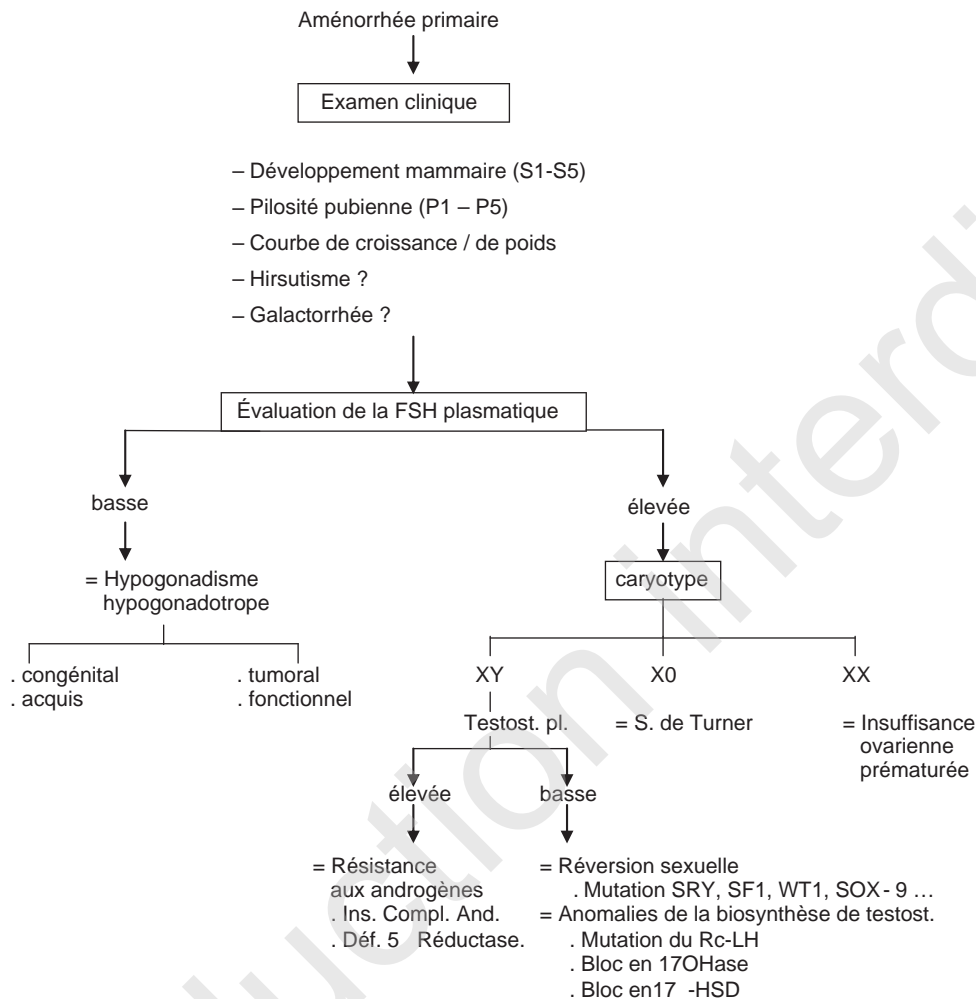 Aménorrhée primaire
Examen clinique
– Développement mammaire (S1-S5)
– Pilosité pubienne (P1 – P5)
– Courbe de croissance / de poids
– Hirsutisme ?
– Galactorrhée ?
Évaluation de la FSH plasmatique
basse
élevée
= Hypogonadisme
hypogonadotrope
caryotype
. congénital
. acquis
. tumoral
. fonctionnel
XY
X0
XX
Testost. pl.
= S. de Turner
= Insuffisance
ovarienne
prématurée
élevée
basse
= Résistance
aux androgènes
. Ins. Compl. And.
. Déf. 5 Réductase.
= Réversion sexuelle
. Mutation SRY, SF1, WT1, SOX - 9 …
= Anomalies de la biosynthèse de testost.
. Mutation du Rc-LH
. Bloc en 17OHase
. Bloc en17 -HSD
uction interdi